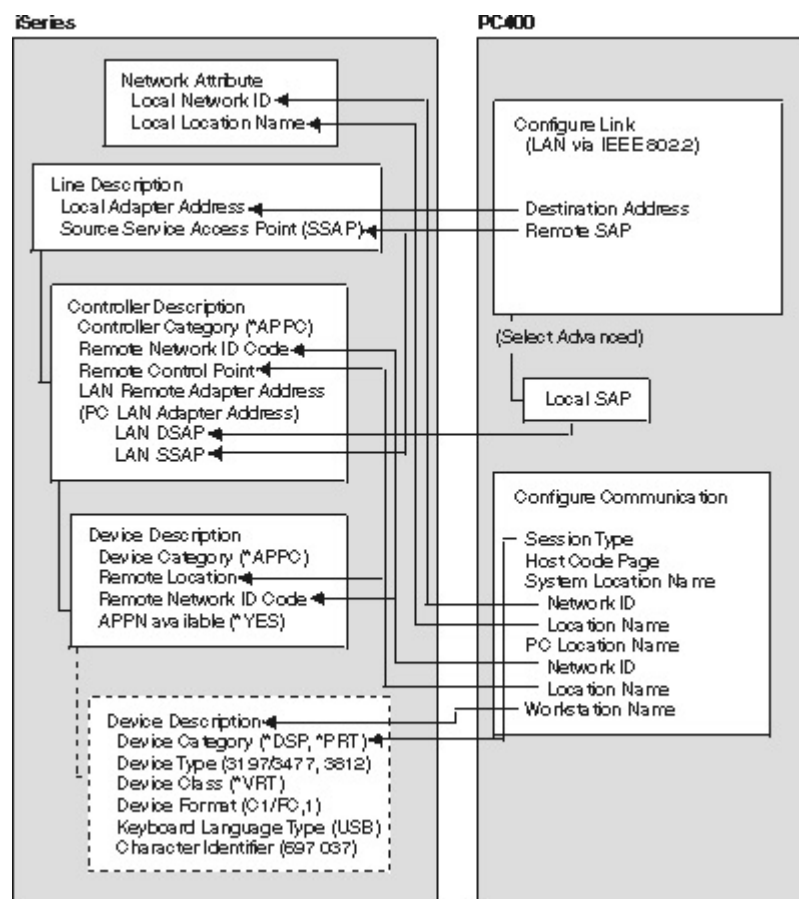 iSeries
Network Attribute
Local Network ID
Local Location Name
Line Description
Local Adapter Address
Source Service Access Point (SSAP)
Controller Description
Controller Category (*APPC)
Remote Network ID Code
Remote Control Point
LAN Remote Adapter Address
(PC LAN Adapter Address)
LAN DSAP
LAN SSAP
Device Description
Device Category (*APPC)
Remote Location
Remote Network ID Code
APPN available (*YES)
Device Description
Device Category (*DSP, *PRT)
Device Type (3197/3477, 3812)
Device Class (*VRT)
Device Format (C1/FC,1)
Keyboard Language Type (USB)
Character Identifier (697 037)
PC400
Configure Link
(LAN via IEEE802.2)
Destination Address
Remote SAP
(Select Advanced)
Local SAP
Configure Communication
Session Type
Host Code Page
System Location Name
Network ID
Location Name
PC Location Name
Network ID
Location Name
Workstation Name